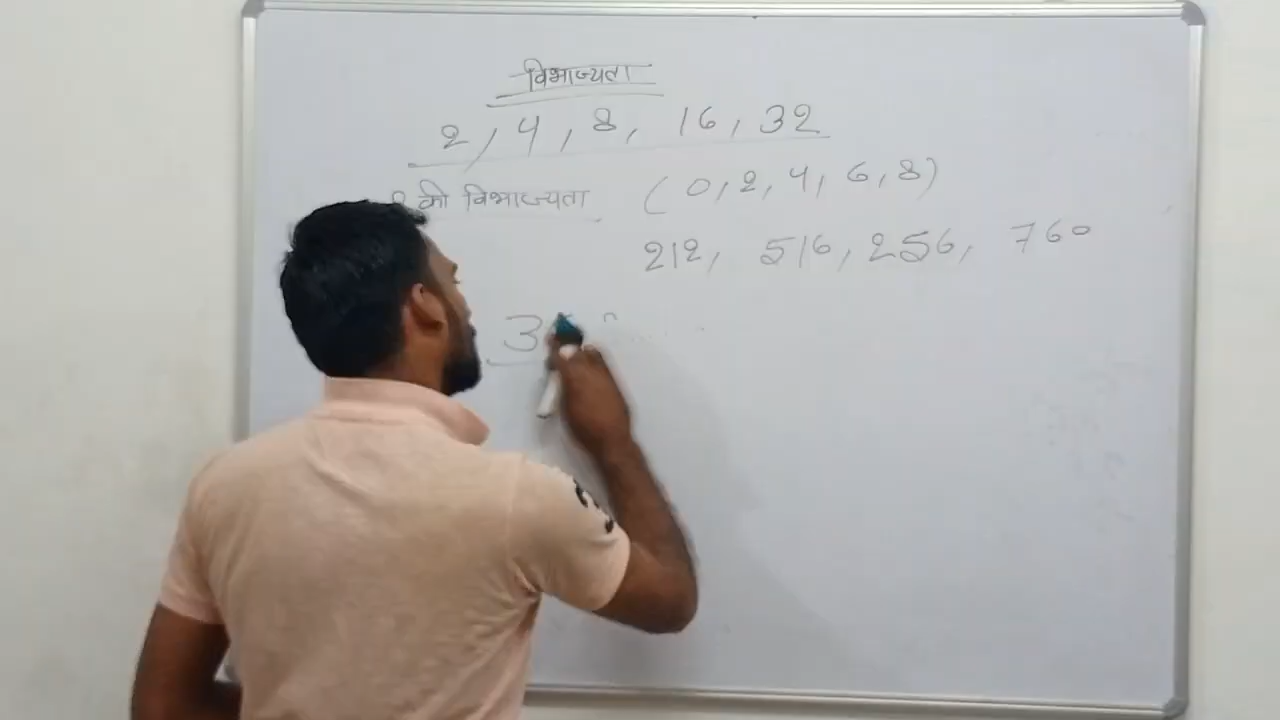 विभाज्यता
2, 4, 8, 16, 32
2 की विभाज्यता (0, 2, 4, 6, 8)
212, 516, 256, 760
3